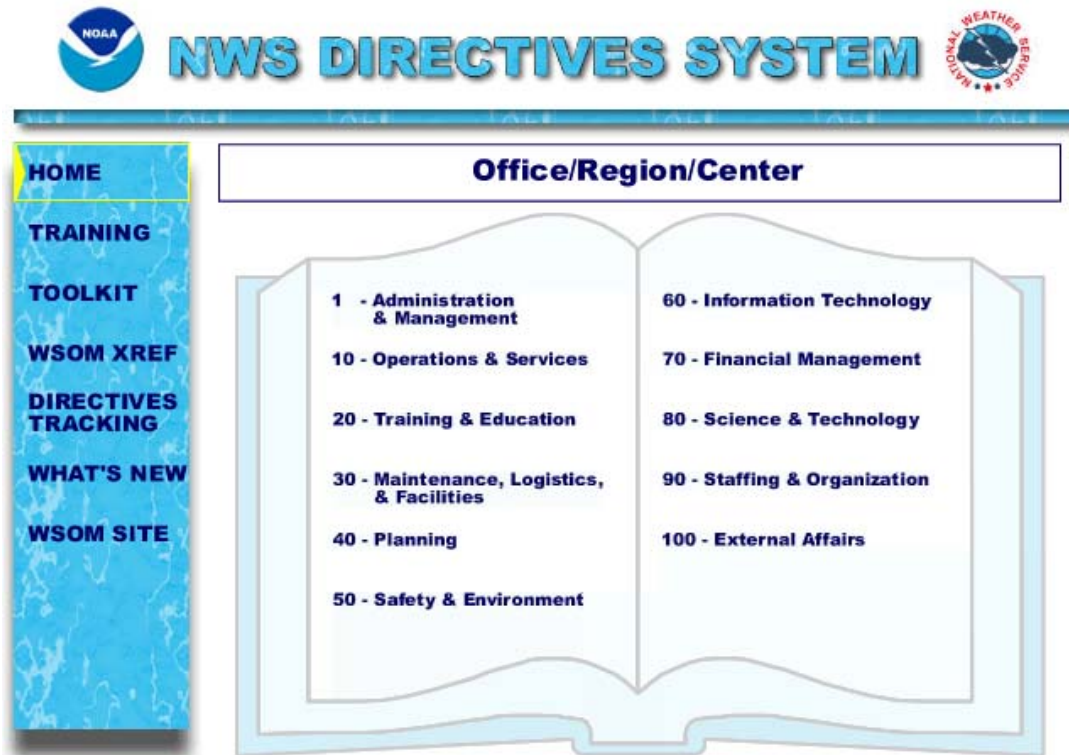 NOAA
NWS DIRECTIVES SYSTEM
NATIONAL WEATHER SERVICE
HOME
TRAINING
TOOLKIT
WSOM XREF
DIRECTIVES
TRACKING
WHAT'S NEW
WSOM SITE
Office/Region/Center
1 - Administration
& Management
10 - Operations & Services
20 - Training & Education
30 - Maintenance, Logistics,
& Facilities
40 - Planning
50 - Safety & Environment
60 - Information Technology
70 - Financial Management
80 - Science & Technology
90 - Staffing & Organization
100 - External Affairs